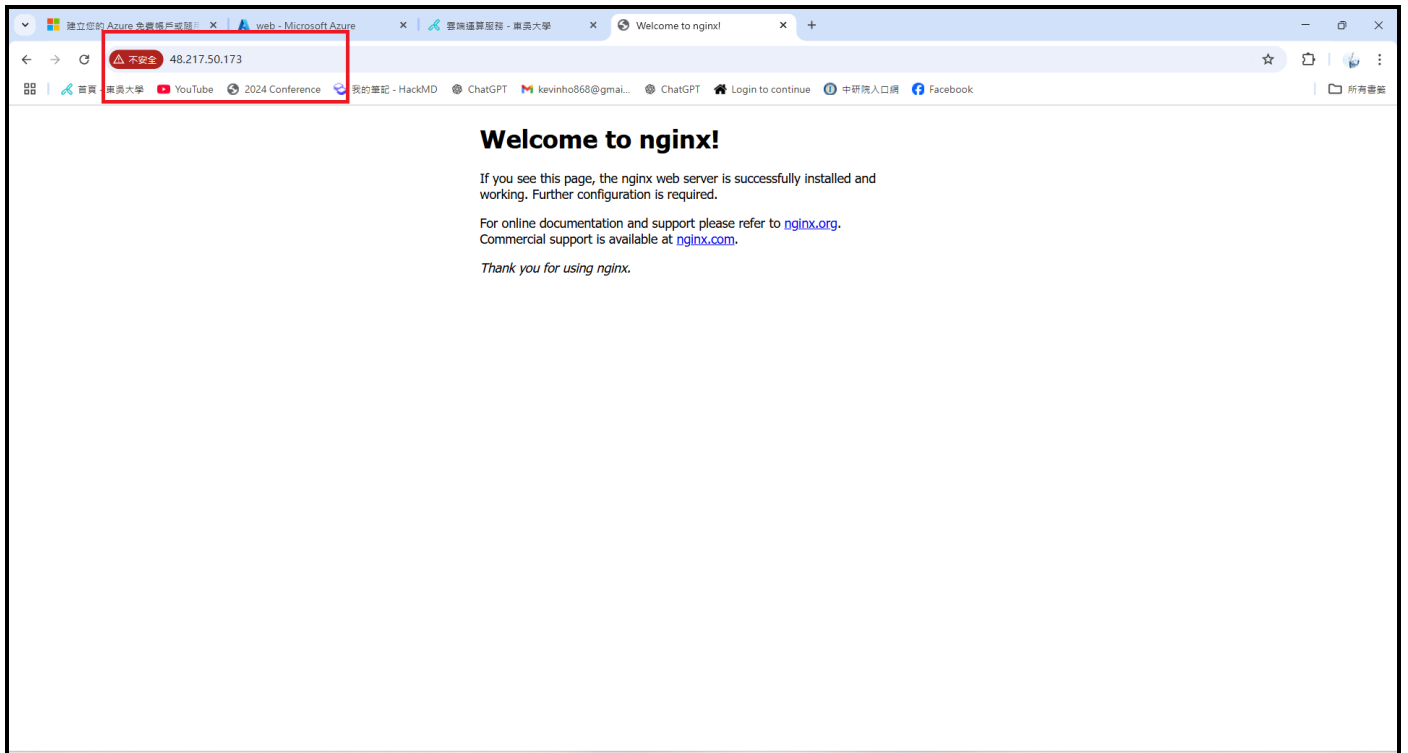 建立您的 Azure 免費帳戶或隨
web - Microsoft Azure
雲端運算服務 - 東吳大學
Welcome to nginx!
不安全
48.217.50.173
首頁 - 東吳大學
YouTube
2024 Conference
我的筆記 - HackMD
ChatGPT
kevinho868@gmai...
ChatGPT
Login to continue
中研院人口網
Facebook
所有書籤
Welcome to nginx!
If you see this page, the nginx web server is successfully installed and
working. Further configuration is required.
For online documentation and support please refer to nginx.org.
Commercial support is available at nginx.com.
Thank you for using nginx.